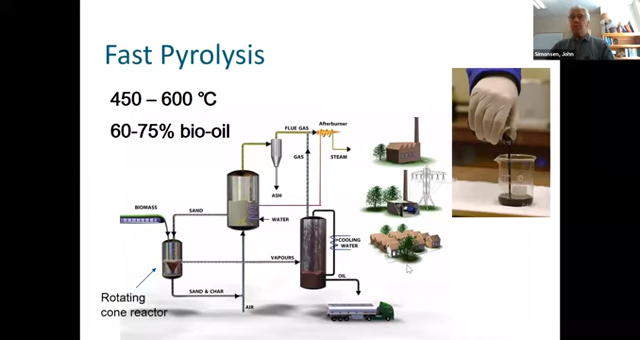 Fast Pyrolysis
450 – 600 ℃
60-75% bio-oil
Simonsen, John
FLUE GAS
Afterburner
GAS
STEAM
ASH
BIOMASS
SAND
WATER
COOLING
WATER
VAPOURS
OIL
SAND & CHAR
AIR
Rotating
cone reactor